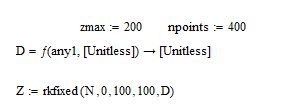 zmax := 200 npoints := 400
D = f(any1, [Unitless]) → [Unitless]
Z := rkfixed(N,0,100,100,D)